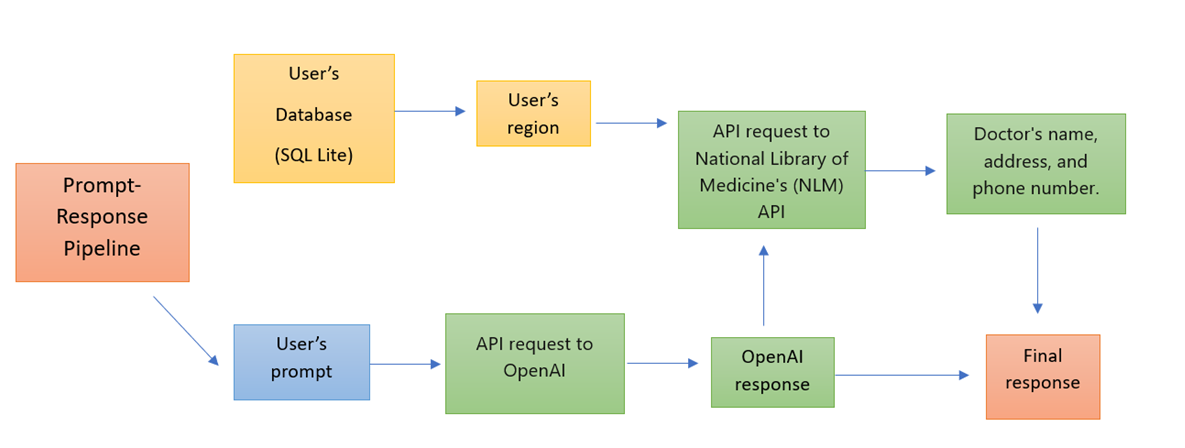 User’s
Database
(SQL Lite)
User’s
region
API request to
National Library of
Medicine's (NLM)
API
Doctor's name,
address, and
phone number.
Prompt-
Response
Pipeline
User’s
prompt
API request to
OpenAI
OpenAI
response
Final
response